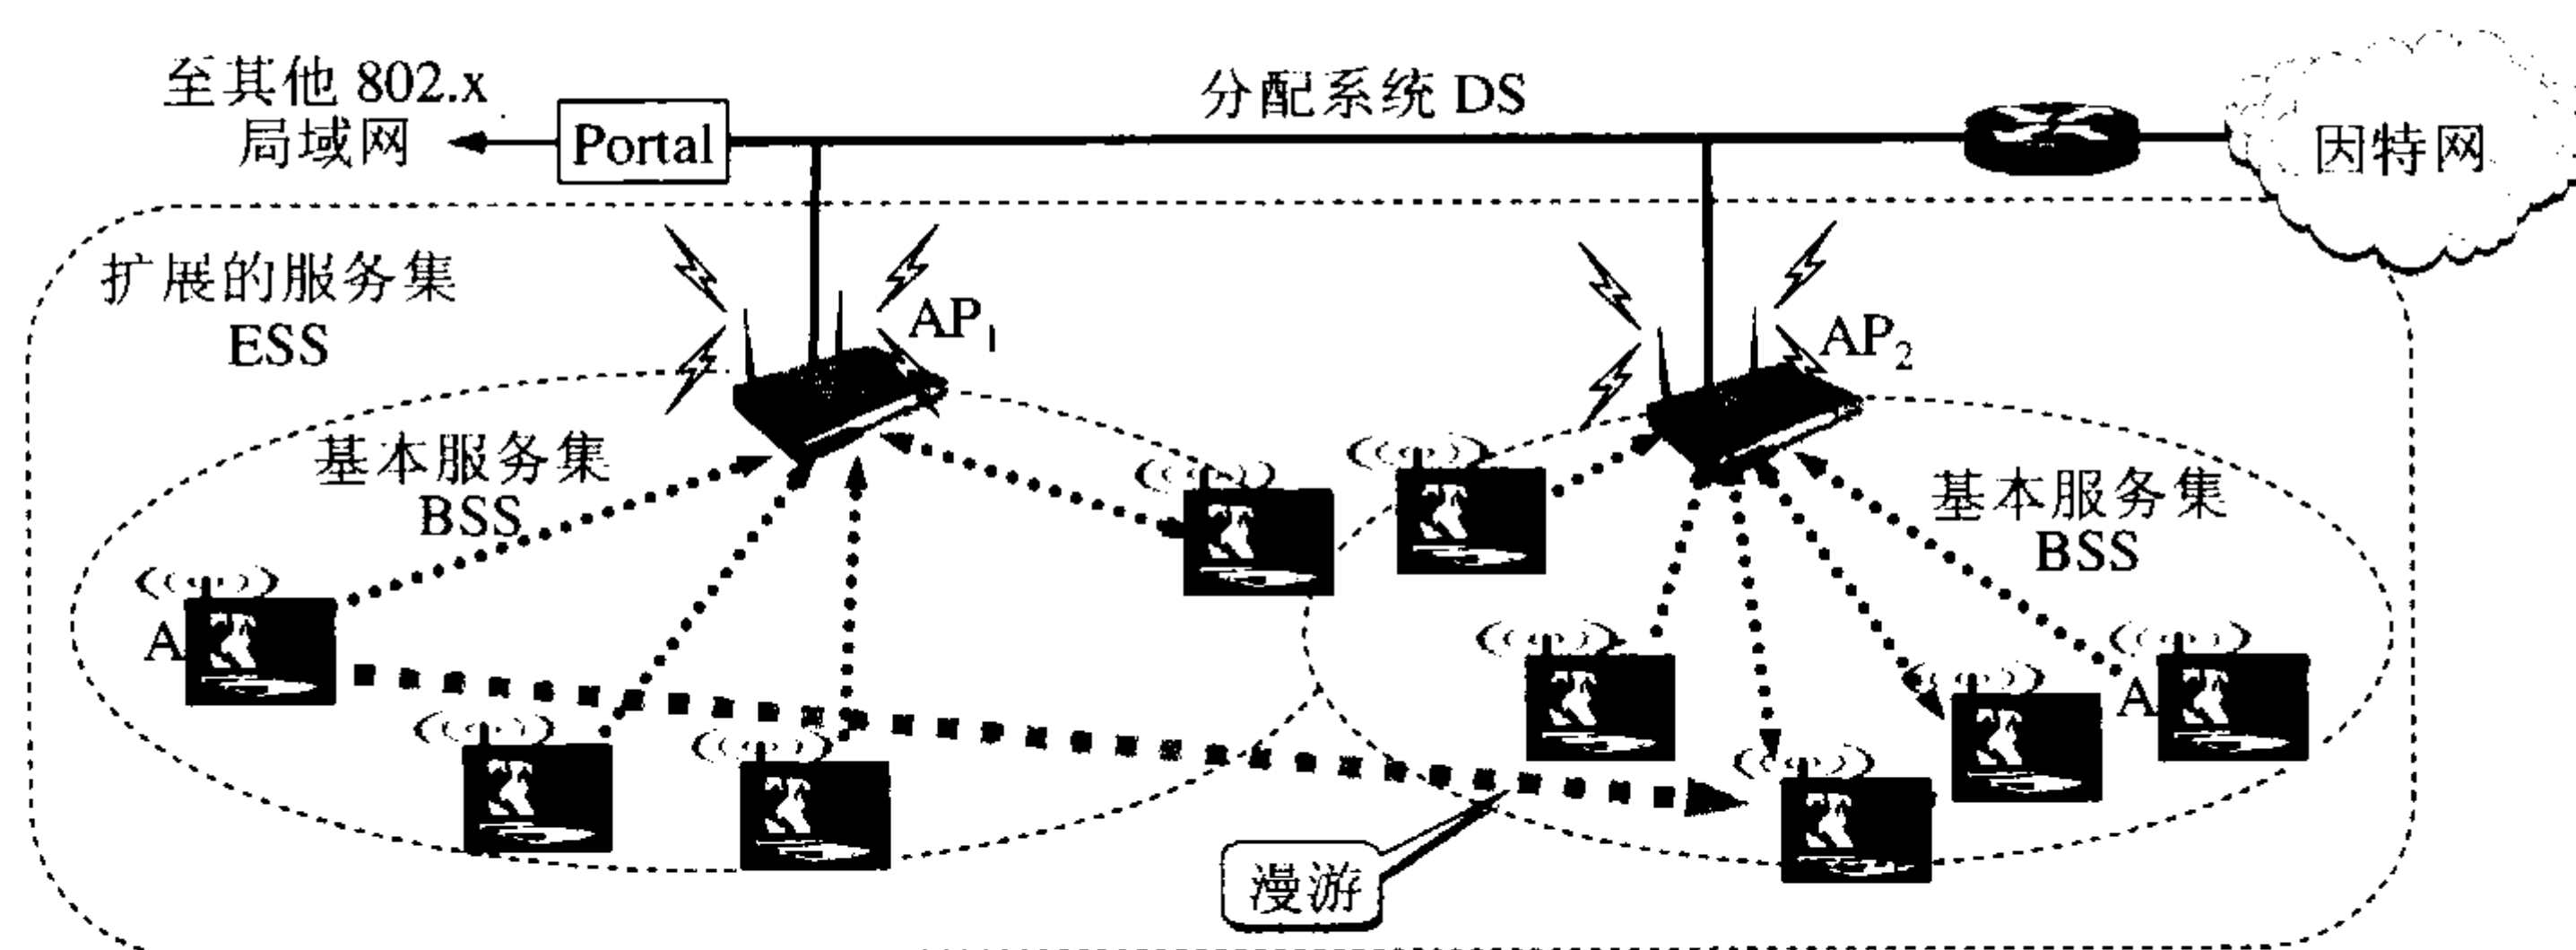 至其他 802.x
局域网
Portal
分配系统 DS
因特网
扩展的服务集
ESS
AP₁
AP₂
基本服务集
BSS
基本服务集
BSS
A
A
漫游